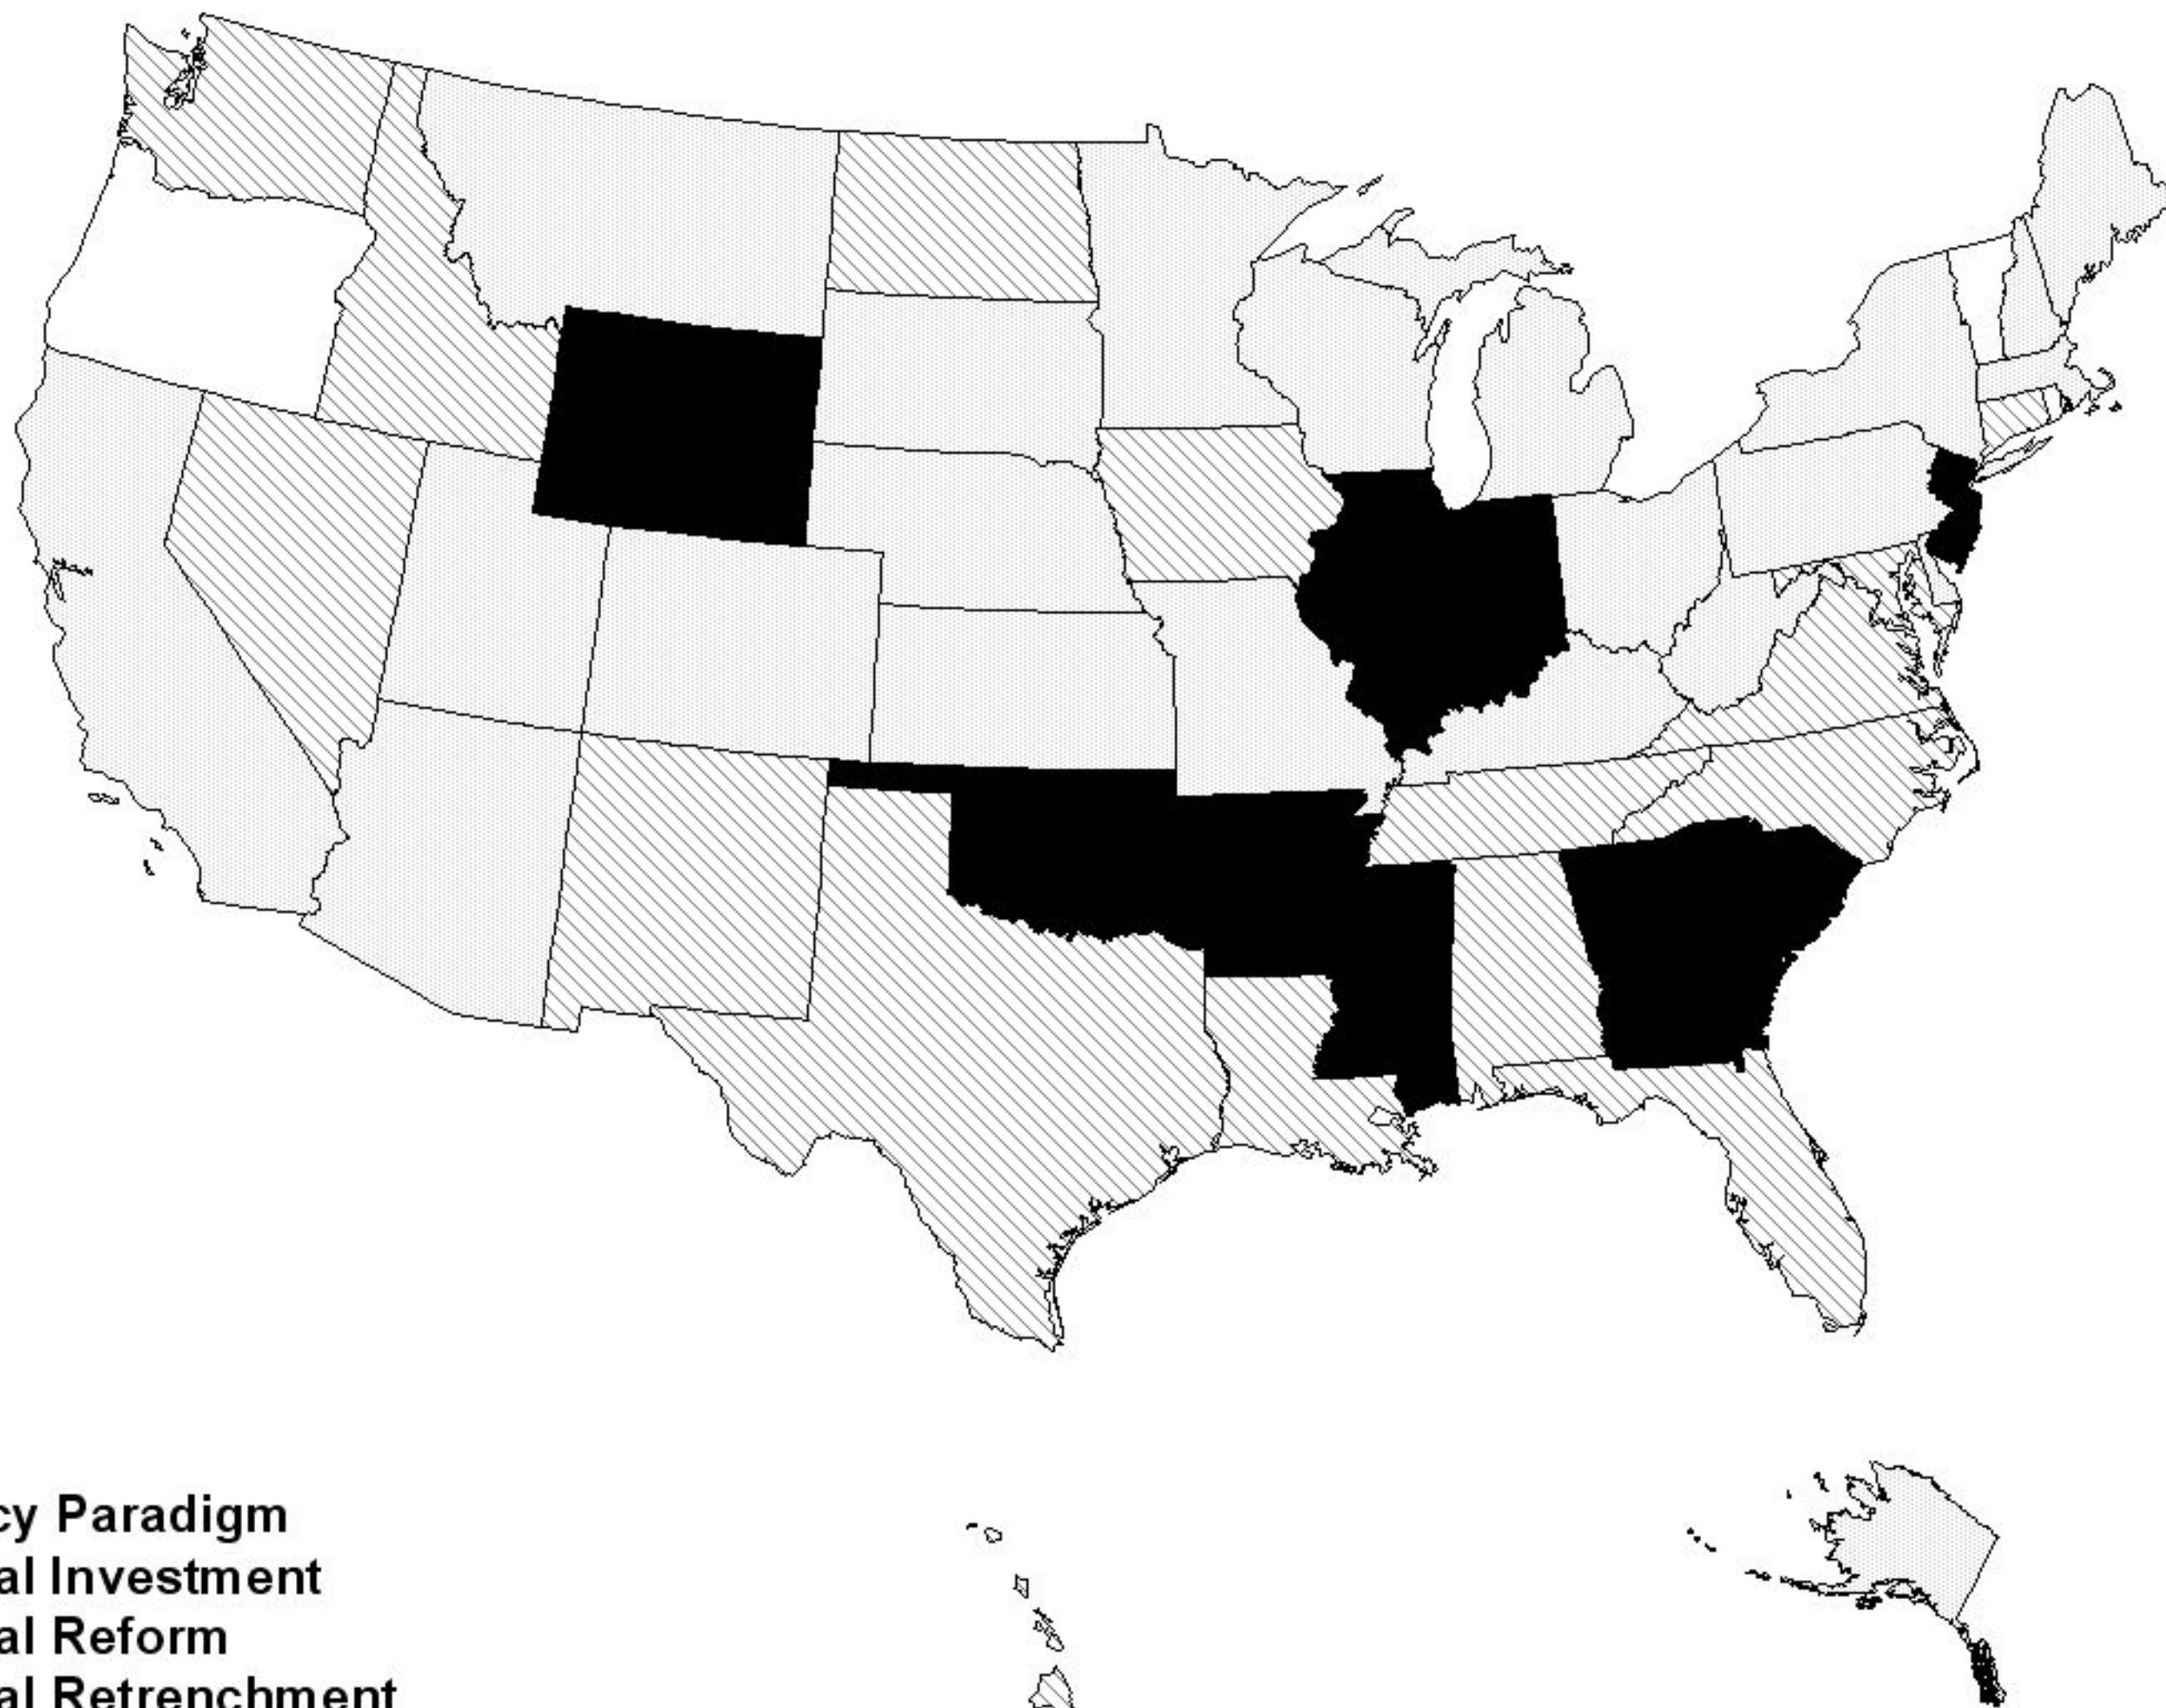 cy Paradigm
al Investment
al Reform
al Retrenchment